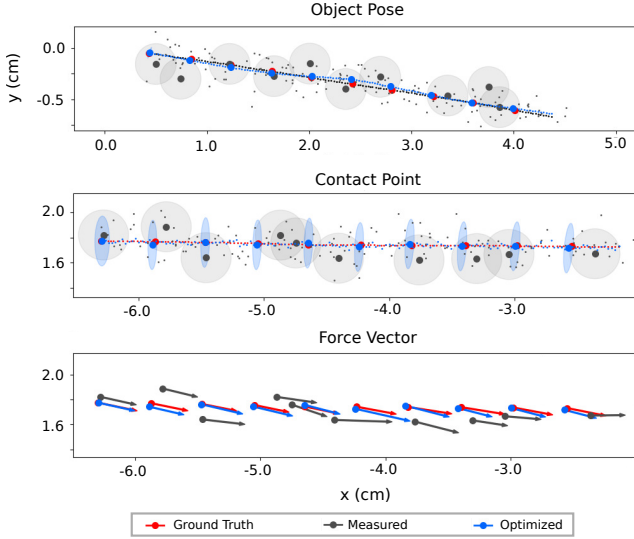 Object Pose
0.0
-0.5
y (cm)
0.0 1.0 2.0 3.0 4.0 5.0
Contact Point
2.0
1.6
-6.0 -5.0 -4.0 -3.0
Force Vector
2.0
1.6
-6.0 -5.0 -4.0 -3.0
x (cm)
Ground Truth Measured Optimized